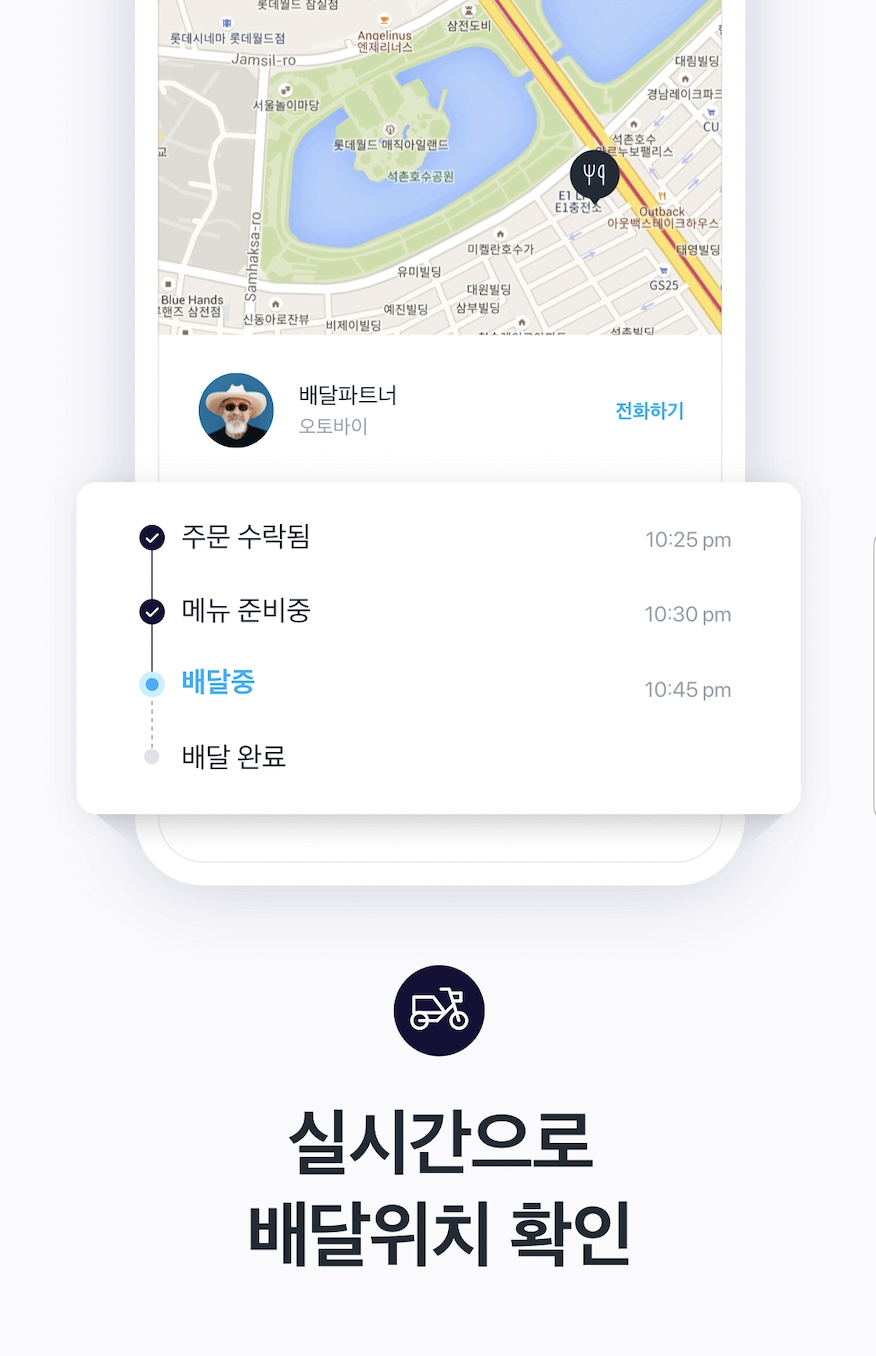 롯데월드 잠실점
삼전도비
롯데시네마 롯데월드점
Angelinus
엔제리너스
Jamsil-ro
대림빌딩
경남레이크파크
서울놀이마당
CU
석촌호수
롯데월드 매직아일랜드
석촌호수공원
E1충전소
Outback
아웃백스테이크하우스
Samhaksa-ro
미켈란호수가
태영빌딩
유미빌딩
GS25
대원빌딩
Blue Hands
삼전점
예진빌딩
삼부빌딩
신동아로잔뷰
비제이빌딩
석촌빌딩
배달파트너
오토바이
전화하기
주문 수락됨 10:25 pm
메뉴 준비중 10:30 pm
배달중 10:45 pm
배달 완료
실시간으로
배달위치 확인